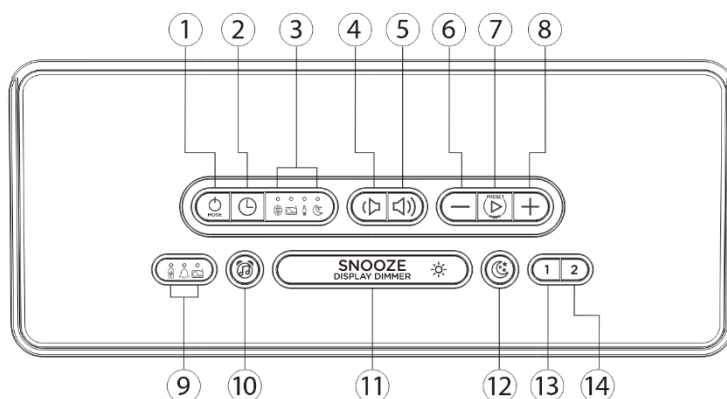 1 2 3 4 5 6 7 8
MODE
PRESET
SNOOZE
DISPLAY DIMMER
1 2
9 10 11 12 13 14